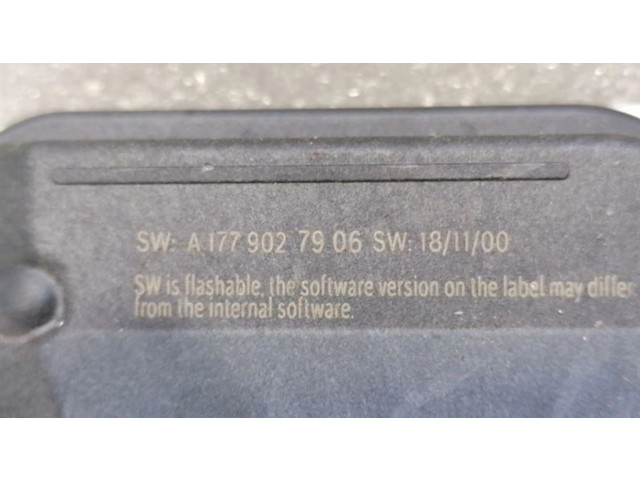 SW: A 177 902 79 06 SW: 18/11/00
SW is flashable, the software version on the label may differ
from the internal software.